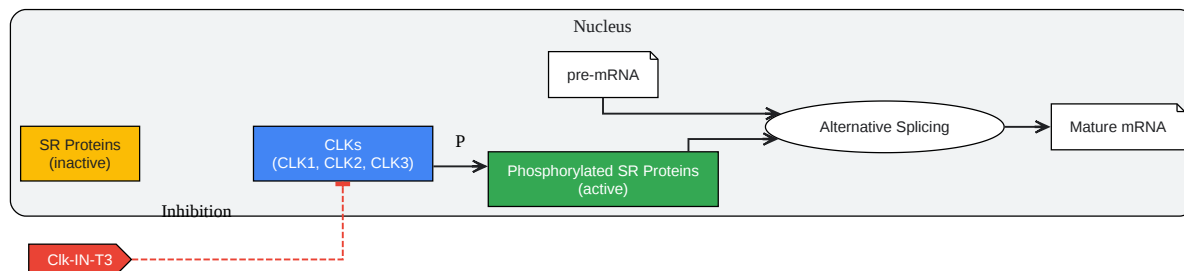 Nucleus
pre-mRNA
SR Proteins
(inactive)
CLKs
(CLK1, CLK2, CLK3)
P
Phosphorylated SR Proteins
(active)
Alternative Splicing
Mature mRNA
Inhibition
Clk-IN-T3